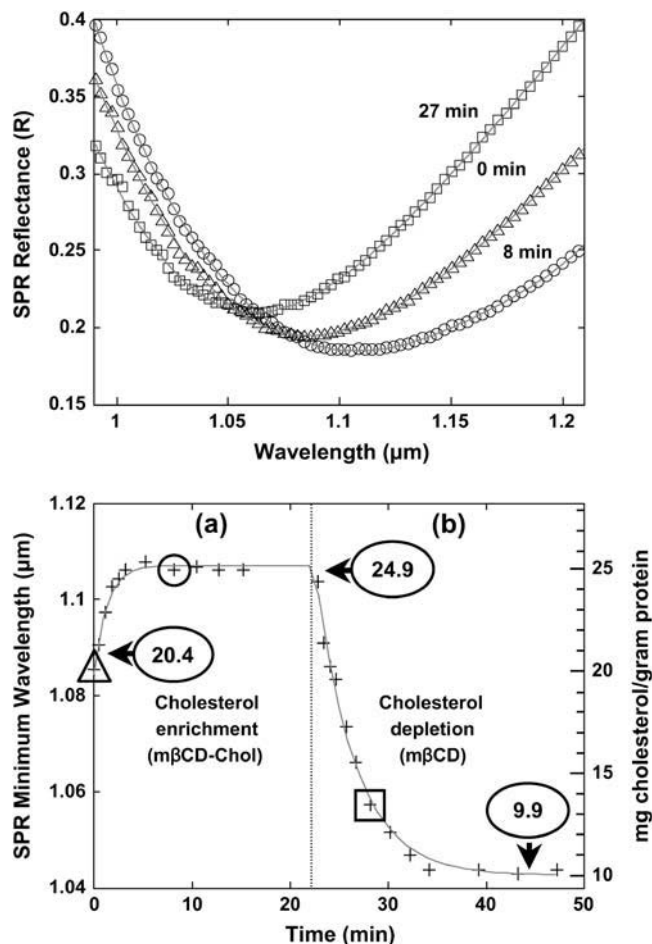 SPR Reflectance (R)
0.4
0.35
0.3
0.25
0.2
0.15
27 min
0 min
8 min
1
1.05
1.1
1.15
1.2
Wavelength (µm)
SPR Minimum Wavelength (µm)
1.12
1.10
1.08
1.06
1.04
(a)
(b)
24.9
20.4
Cholesterol
enrichment
(mβCD-Chol)
Cholesterol
depletion
(mβCD)
9.9
25
20
15
10
mg cholesterol/gram protein
0
10
20
30
40
50
Time (min)